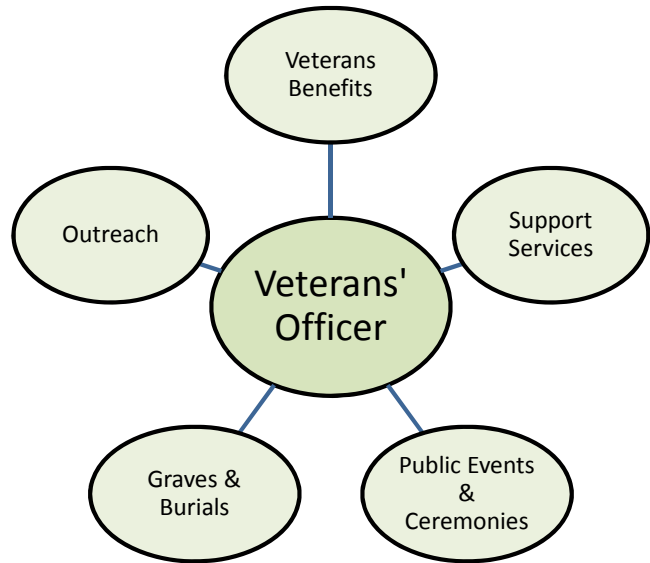 Veterans
Benefits
Outreach
Support
Services
Veterans'
Officer
Graves &
Burials
Public Events
&
Ceremonies